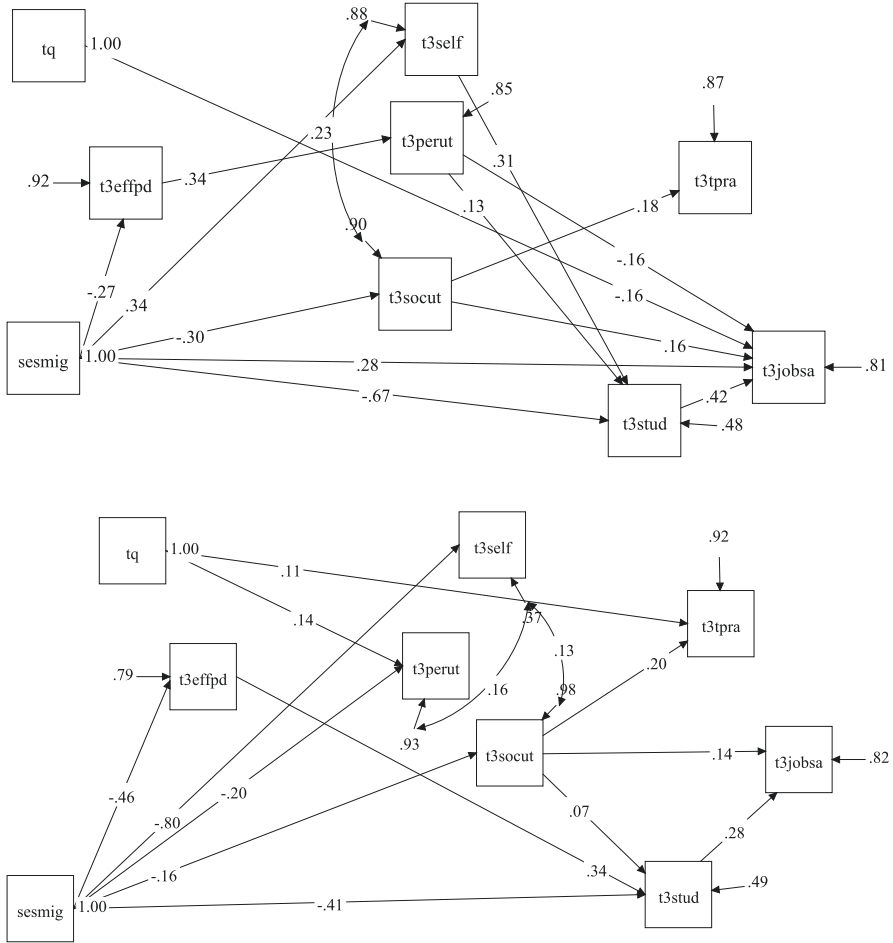 .88
t3self
tq
1.00
.87
.85
.23
t3perut
.31
t3tpra
.34
.92
t3effpd
.13
.18
.90
-.16
-.27
.34
t3socut
-.16
-.30
.16
1.00
sesmig
.28
t3jobsa
.81
-.67
.42
t3stud
.48
.92
t3self
tq
1.00
.11
.37
.14
t3tpra
.13
.20
.79
t3effpd
t3perut
.16
.98
.93
t3socut
.14
t3jobsa
.82
-.46
-.20
-.80
.07
.28
-.16
.34
.49
t3stud
sesmig
1.00
-.41